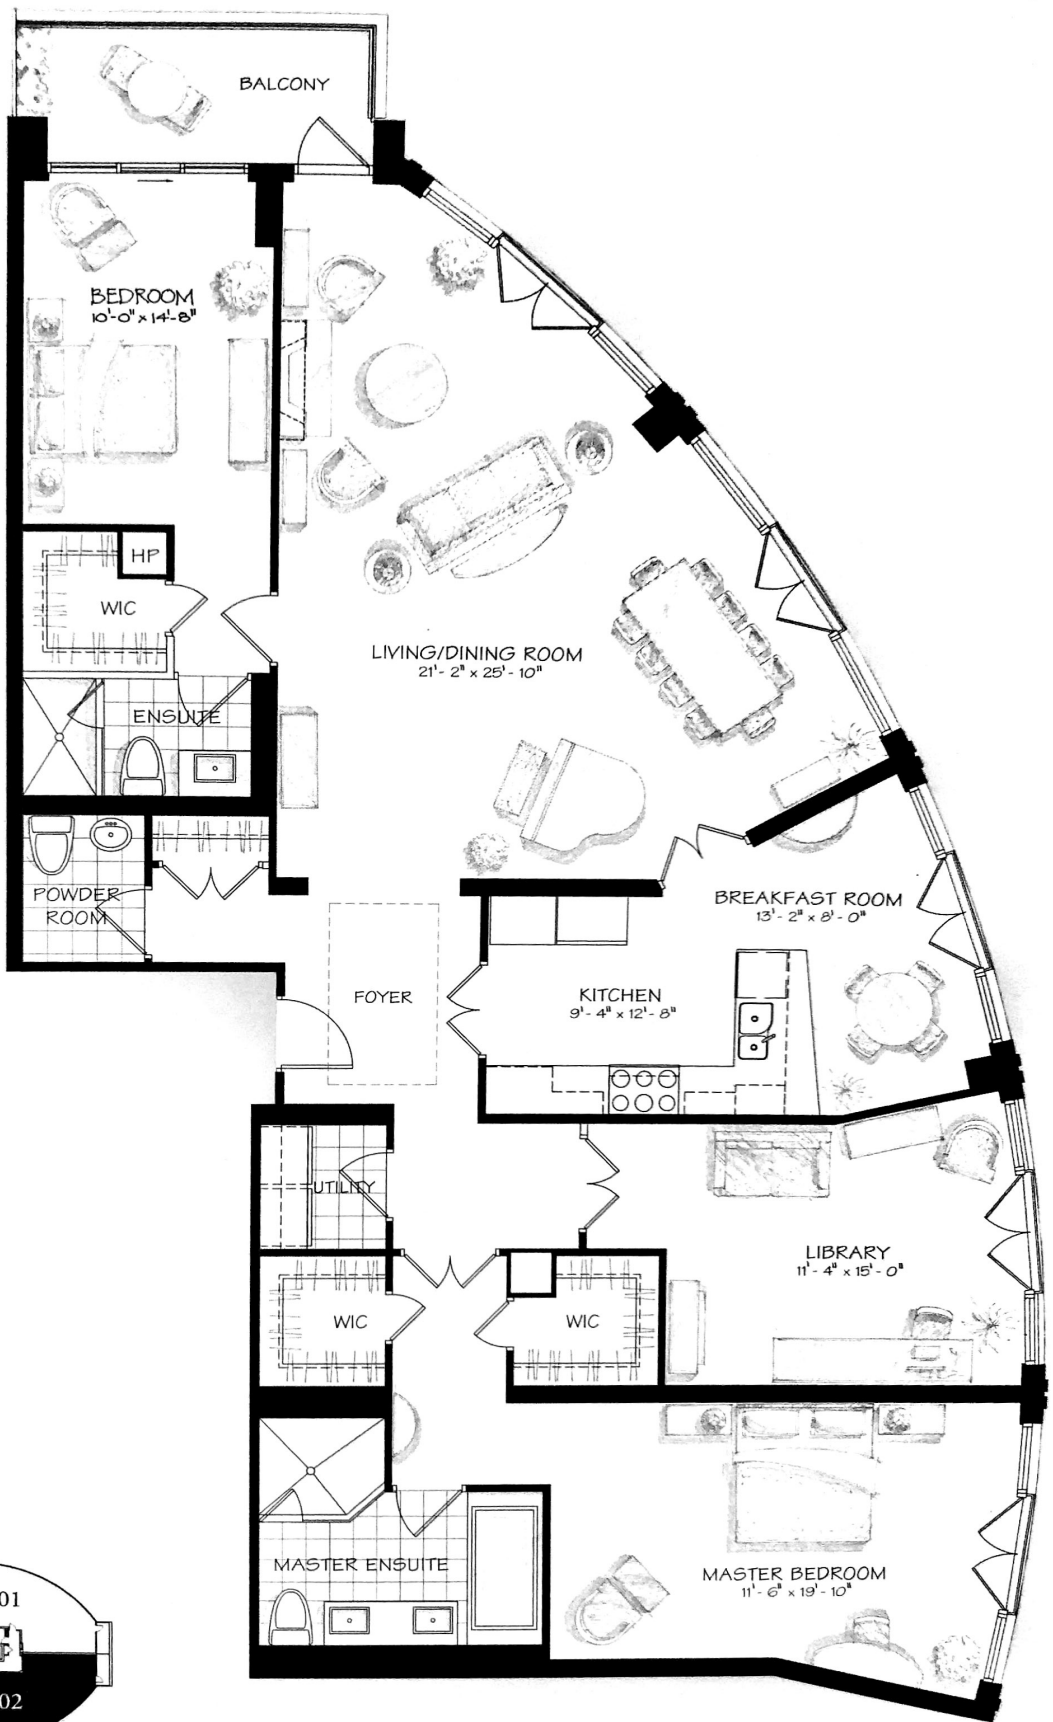 BALCONY
BEDROOM
10'-0" x 14'-8"
HP
WIC
LIVING/DINING ROOM
21'- 2" x 25'- 10"
ENSUITE
POWDER
ROOM
BREAKFAST ROOM
13'- 2" x 8'- 0"
FOYER
KITCHEN
9'- 4" x 12'- 8"
UTILITY
LIBRARY
11'- 4" x 15'- 0"
WIC
WIC
MASTER ENSUITE
MASTER BEDROOM
11'- 6" x 19'- 10"
01
02